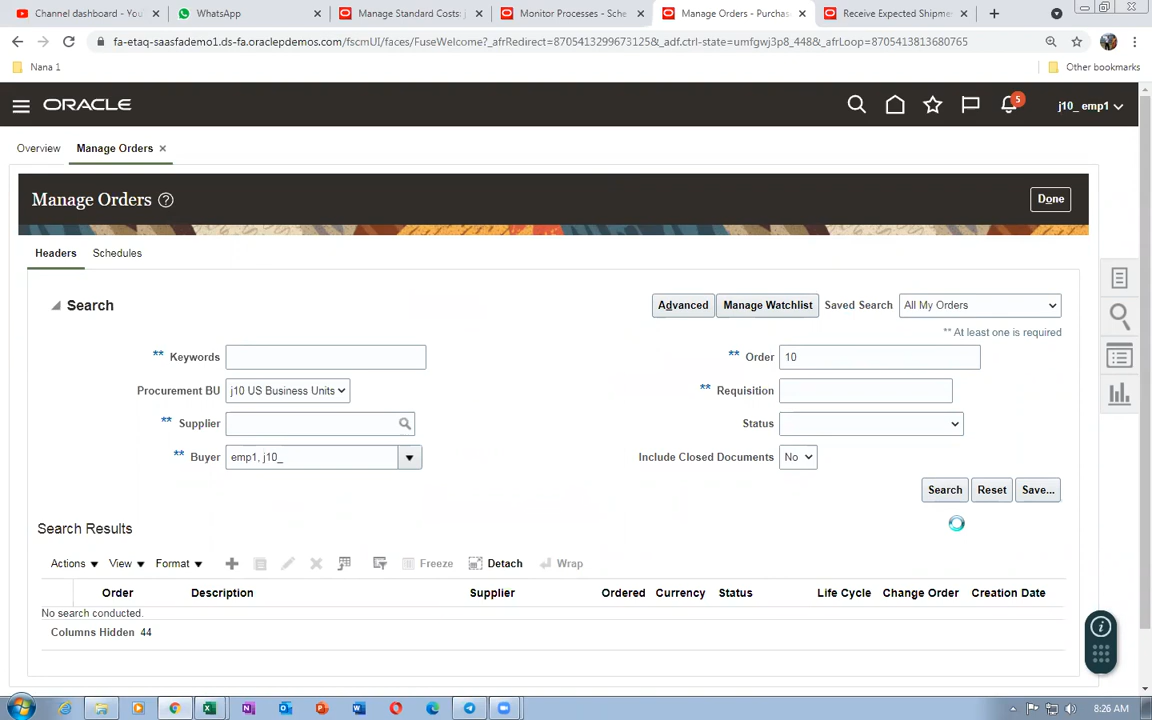 Channel dashboard - You
WhatsApp
Manage Standard Costs: j
Monitor Processes - Sche
Manage Orders - Purchas
Receive Expected Shipme
fa-etaq-saasfademo1.ds-fa.oraclepdemos.com/fscmUI/faces/FuseWelcome?_afrRedirect=8705413299673125&_adf.ctrl-state=umfgwj3p8_448&_afrLoop=8705413813680765
Nana 1
Other bookmarks
ORACLE
5
j10_ emp1
Overview
Manage Orders
Manage Orders
Done
Headers
Schedules
Search
Advanced
Manage Watchlist
Saved Search
All My Orders
** At least one is required
** Keywords
** Order 10
Procurement BU j10 US Business Units
** Requisition
** Supplier
Status
** Buyer emp1, j10_
Include Closed Documents No
Search
Reset
Save...
Search Results
Actions View Format
Freeze
Detach
Wrap
Order Description Supplier Ordered Currency Status Life Cycle Change Order Creation Date
No search conducted.
Columns Hidden 44
8:26 AM